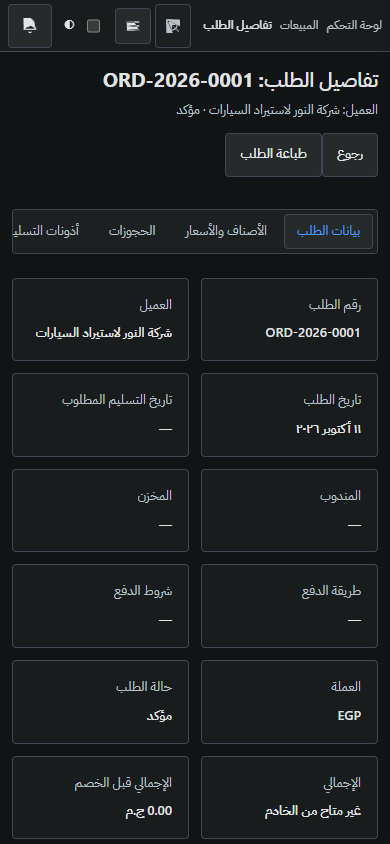 لوحة التحكم المبيعات تفاصيل الطلب
تفاصيل الطلب: ORD-2026-0001
العميل: شركة النور لاستيراد السيارات · مؤكد
رجوع
طباعة الطلب
بيانات الطلب الأصناف والأسعار الحجوزات أذونات التسلي
رقم الطلب
ORD-2026-0001
العميل
شركة النور لاستيراد السيارات
تاريخ الطلب
١١ أكتوبر ٢٠٢٦
تاريخ التسليم المطلوب
—
المندوب
—
المخزن
—
طريقة الدفع
—
شروط الدفع
—
العملة
EGP
حالة الطلب
مؤكد
الإجمالي
غير متاح من الخادم
الإجمالي قبل الخصم
0.00 ج.م